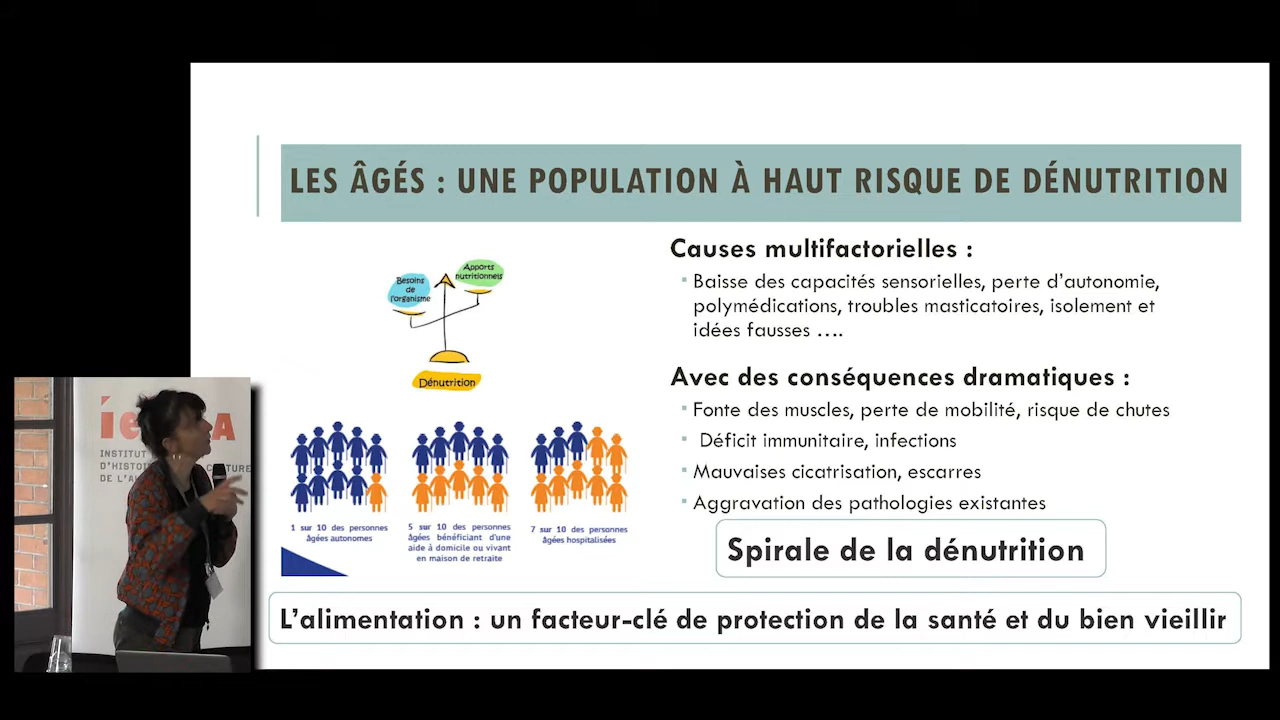 LES ÂGÉS : UNE POPULATION À HAUT RISQUE DE DÉNUTRITION
Besoins
de
l'organisme
Apports
nutritionnels
Dénutrition
1 sur 10 des personnes
âgées autonomes
5 sur 10 des personnes
âgées bénéficiant d'une
aide à domicile ou vivant
en maison de retraite
7 sur 10 des personnes
âgées hospitalisées
Causes multifactorielles :
Baisse des capacités sensorielles, perte d'autonomie,
polymédications, troubles masticatoires, isolement et
idées fausses ....
Avec des conséquences dramatiques :
Fonte des muscles, perte de mobilité, risque de chutes
Déficit immunitaire, infections
Mauvaises cicatrisation, escarres
Aggravation des pathologies existantes
Spirale de la dénutrition
L'alimentation : un facteur-clé de protection de la santé et du bien vieillir
INSTITUT
D'HISTOI
DE L'A